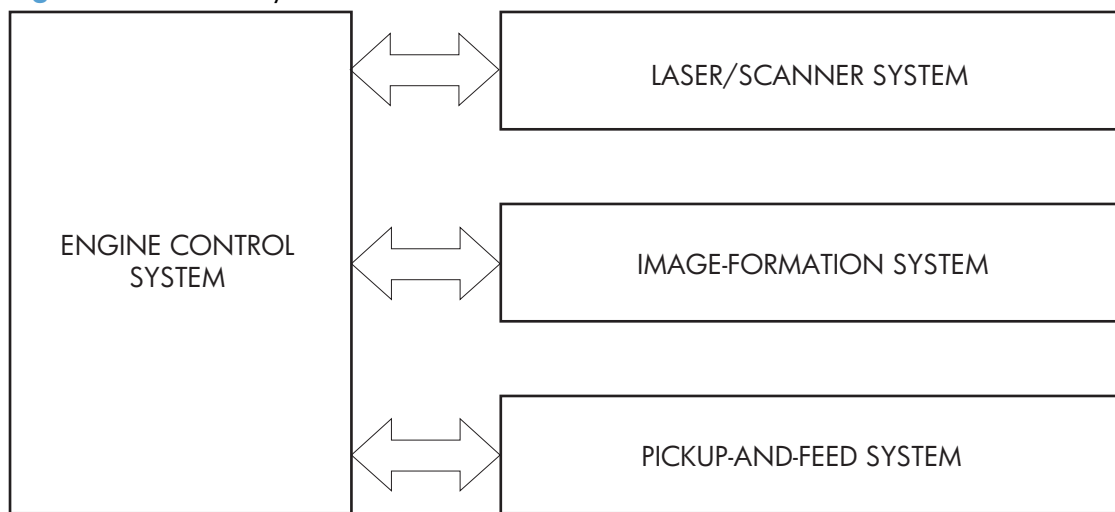 LASER/SCANNER SYSTEM
ENGINE CONTROL
SYSTEM
IMAGE-FORMATION SYSTEM
PICKUP-AND-FEED SYSTEM